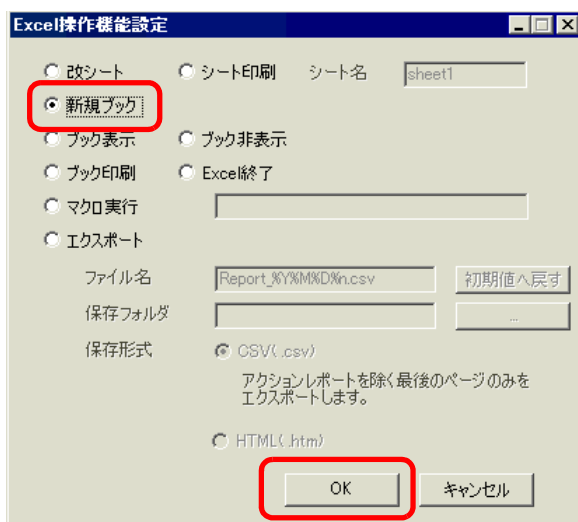 Excel操作機能設定
改シート シート印刷 シート名 sheet1
新規ブック
ブック表示 ブック非表示
ブック印刷 Excel終了
マクロ実行
エクスポート
ファイル名 Report_%Y%M%D%n.csv 初期値へ戻す
保存フォルダ ...
保存形式 CSV(.csv)
アクションレポートを除く最後のページのみを
エクスポートします。
HTML(.htm)
OK キャンセル